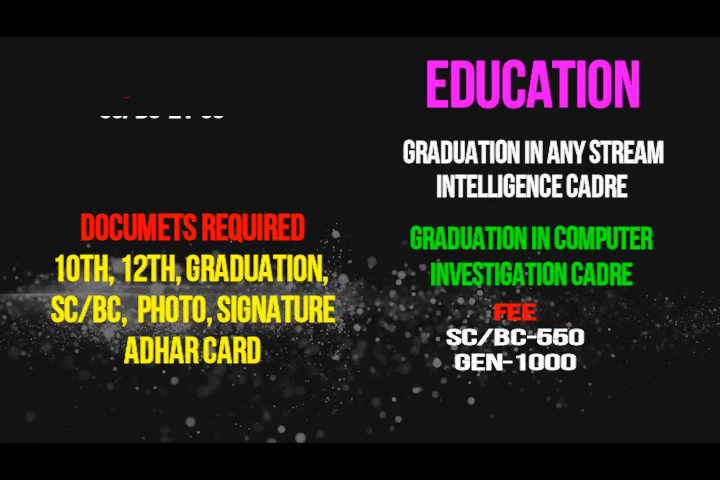 DOCUMETS REQUIRED
10TH, 12TH, GRADUATION,
SC/BC, PHOTO, SIGNATURE
ADHAR CARD
EDUCATION
GRADUATION IN ANY STREAM
INTELLIGENCE CADRE
GRADUATION IN COMPUTER
INVESTIGATION CADRE
FEE
SC/BC-550
GEN-1000